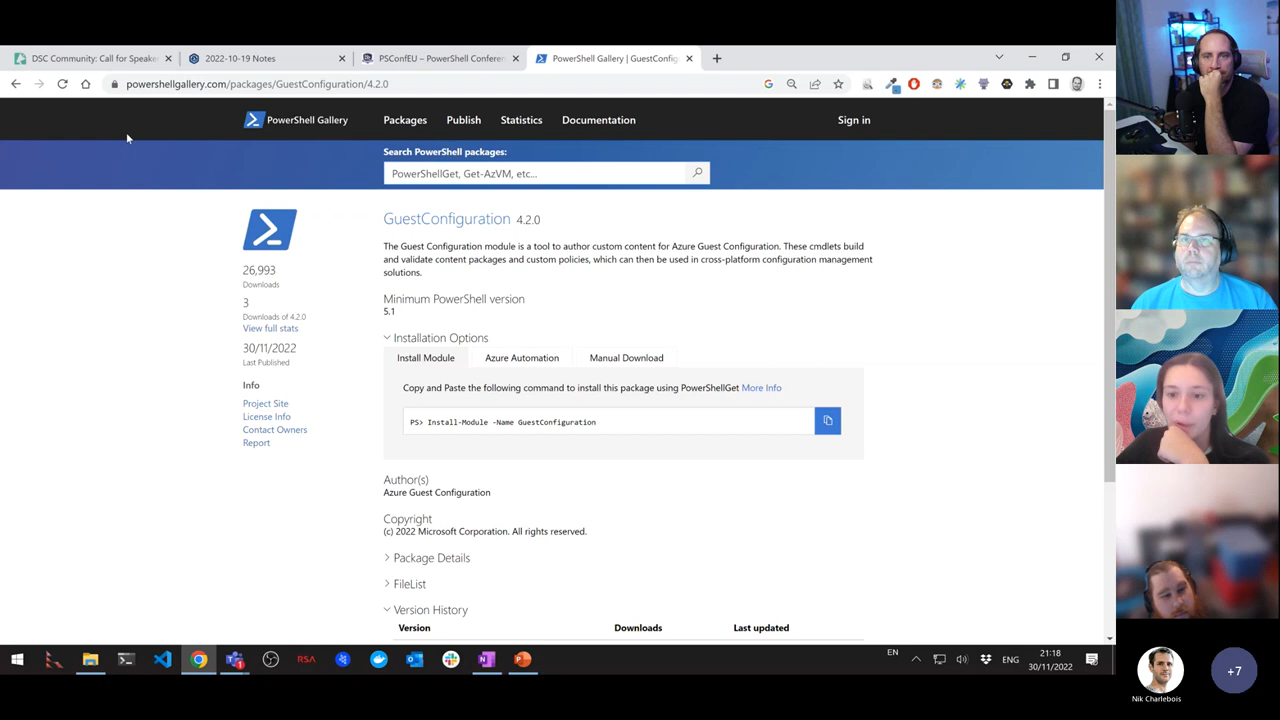 DSC Community: Call for Speake
2022-10-19 Notes
PSConfEU – PowerShell Conferen
PowerShell Gallery | GuestConfig
powershellgallery.com/packages/GuestConfiguration/4.2.0
PowerShell Gallery
Packages
Publish
Statistics
Documentation
Sign in
Search PowerShell packages:
PowerShellGet, Get-AzVM, etc...
GuestConfiguration 4.2.0
The Guest Configuration module is a tool to author custom content for Azure Guest Configuration. These cmdlets build
and validate content packages and custom policies, which can then be used in cross-platform configuration management
solutions.
26,993
Downloads
3
Downloads of 4.2.0
View full stats
30/11/2022
Last Published
Info
Project Site
License Info
Contact Owners
Report
Minimum PowerShell version
5.1
Installation Options
Install Module
Azure Automation
Manual Download
Copy and Paste the following command to install this package using PowerShellGet More Info
PS> Install-Module -Name GuestConfiguration
Author(s)
Azure Guest Configuration
Copyright
(c) 2022 Microsoft Corporation. All rights reserved.
Package Details
FileList
Version History
Version Downloads Last updated
RSA
EN
ENG
21:18
30/11/2022
Nik Charlebois
+7